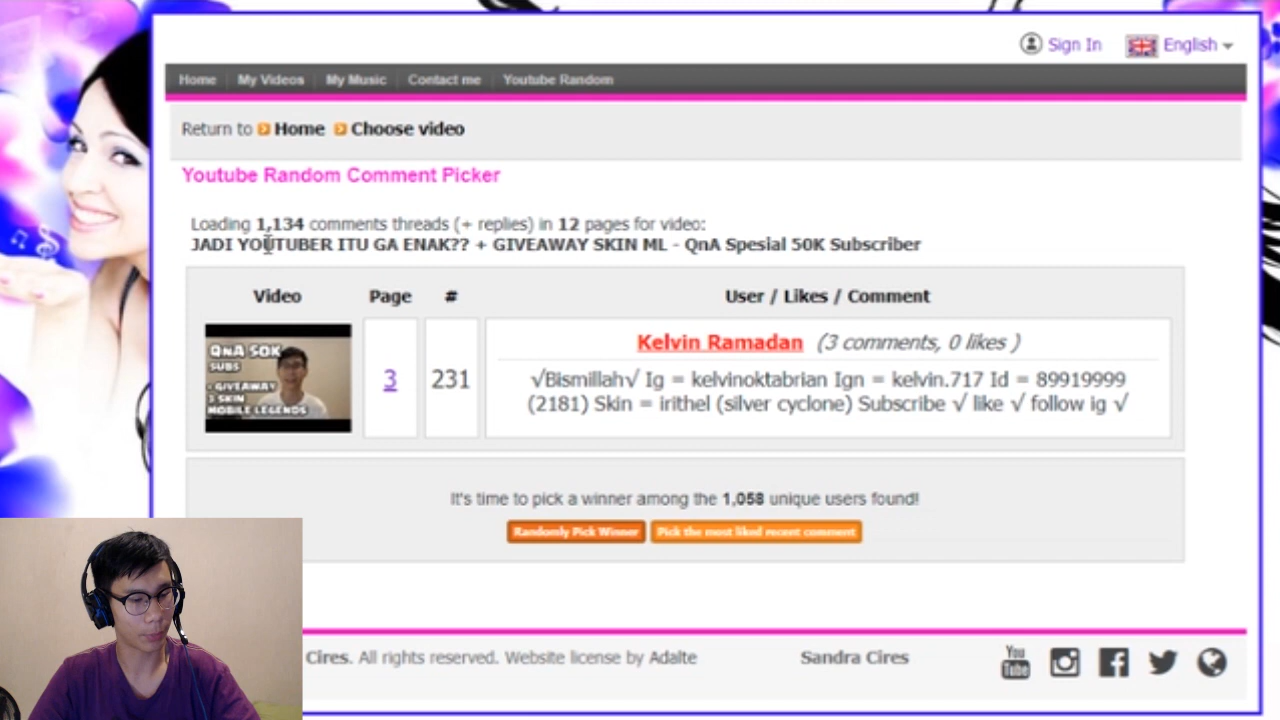 Sign In English
Home My Videos My Music Contact me Youtube Random
Return to Home Choose video
Youtube Random Comment Picker
Loading 1,134 comments threads (+ replies) in 12 pages for video:
JADI YOUTUBER ITU GA ENAK?? + GIVEAWAY SKIN ML - QnA Spesial 50K Subscriber
Video Page # User / Likes / Comment
QnA 50K
SUBS
+ GIVEAWAY
3 SKIN
MOBILE LEGENDS
3
231
Kelvin Ramadan (3 comments, 0 likes )
√Bismillah√ Ig = kelvinoktabrian Ign = kelvin.717 Id = 89919999
(2181) Skin = irithel (silver cyclone) Subscribe √ like √ follow ig √
It's time to pick a winner among the 1,058 unique users found!
Randomly Pick Winner Pick the most liked recent comment
Cires. All rights reserved. Website license by Adalte
Sandra Cires
You
Tube